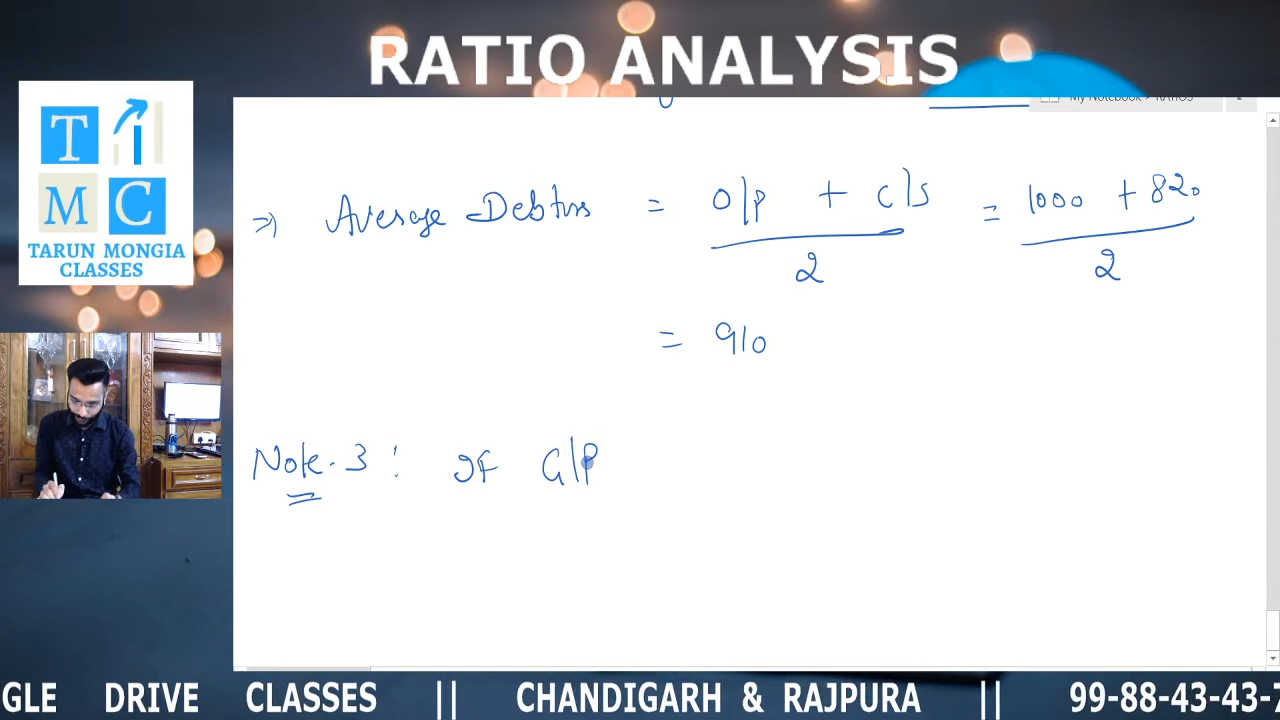 RATIO ANALYSIS
My Notebook > RATIOS
T I
M C
TARUN MONGIA
CLASSES
=> Average Debtors = O/P + C/S = 1000 + 820
2 2
= 910
Note-3 : If G/P
GLE DRIVE CLASSES || CHANDIGARH & RAJPURA || 99-88-43-43-7